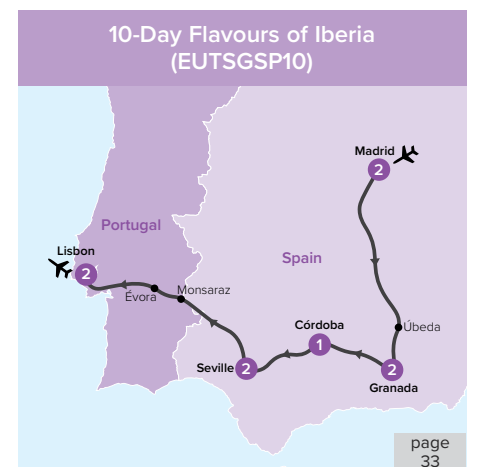 10-Day Flavours of Iberia
(EUTSGSP10)
Madrid
2
Portugal
Spain
Lisbon
2
Évora
Monsaraz
Úbeda
Córdoba
1
Seville
2
2
Granada
page
33